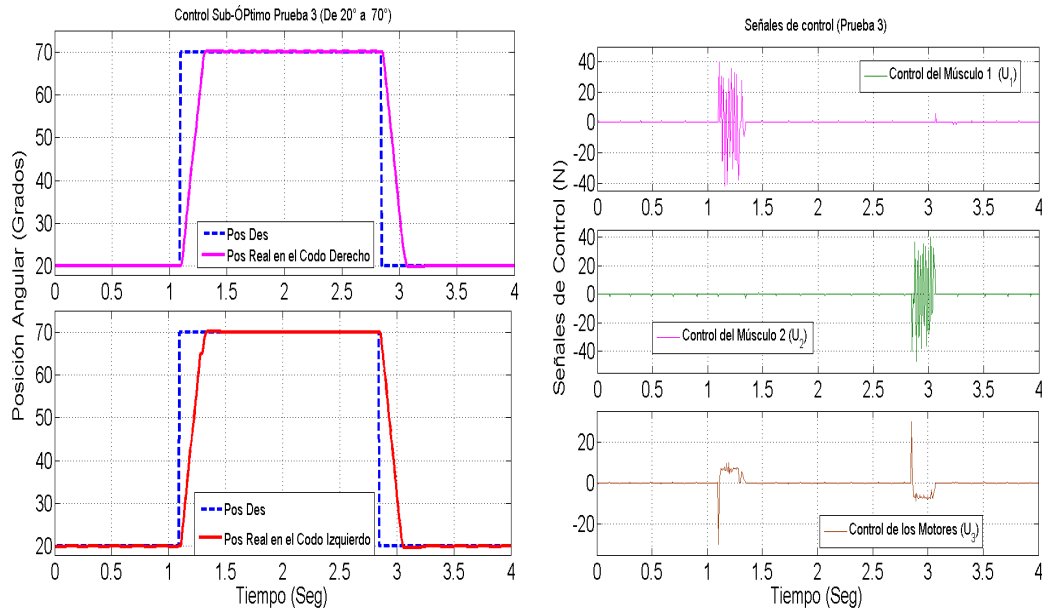 Control Sub-ÓPtimo Prueba 3 (De 20° a 70°)
Posición Angular (Grados)
70
60
50
40
30
20
Pos Des
Pos Real en el Codo Derecho
0 0.5 1 1.5 2 2.5 3 3.5 4
70
60
50
40
30
20
Pos Des
Pos Real en el Codo Izquierdo
0 0.5 1 1.5 2 2.5 3 3.5 4
Tiempo (Seg)
Señales de control (Prueba 3)
Señales de Control (N)
40
20
0
-20
-40
Control del Músculo 1 (U1)
0 0.5 1 1.5 2 2.5 3 3.5 4
40
20
0
-20
-40
Control del Músculo 2 (U2)
0 0.5 1 1.5 2 2.5 3 3.5 4
20
0
-20
Control de los Motores (U3)
0 0.5 1 1.5 2 2.5 3 3.5 4
Tiempo (Seg)